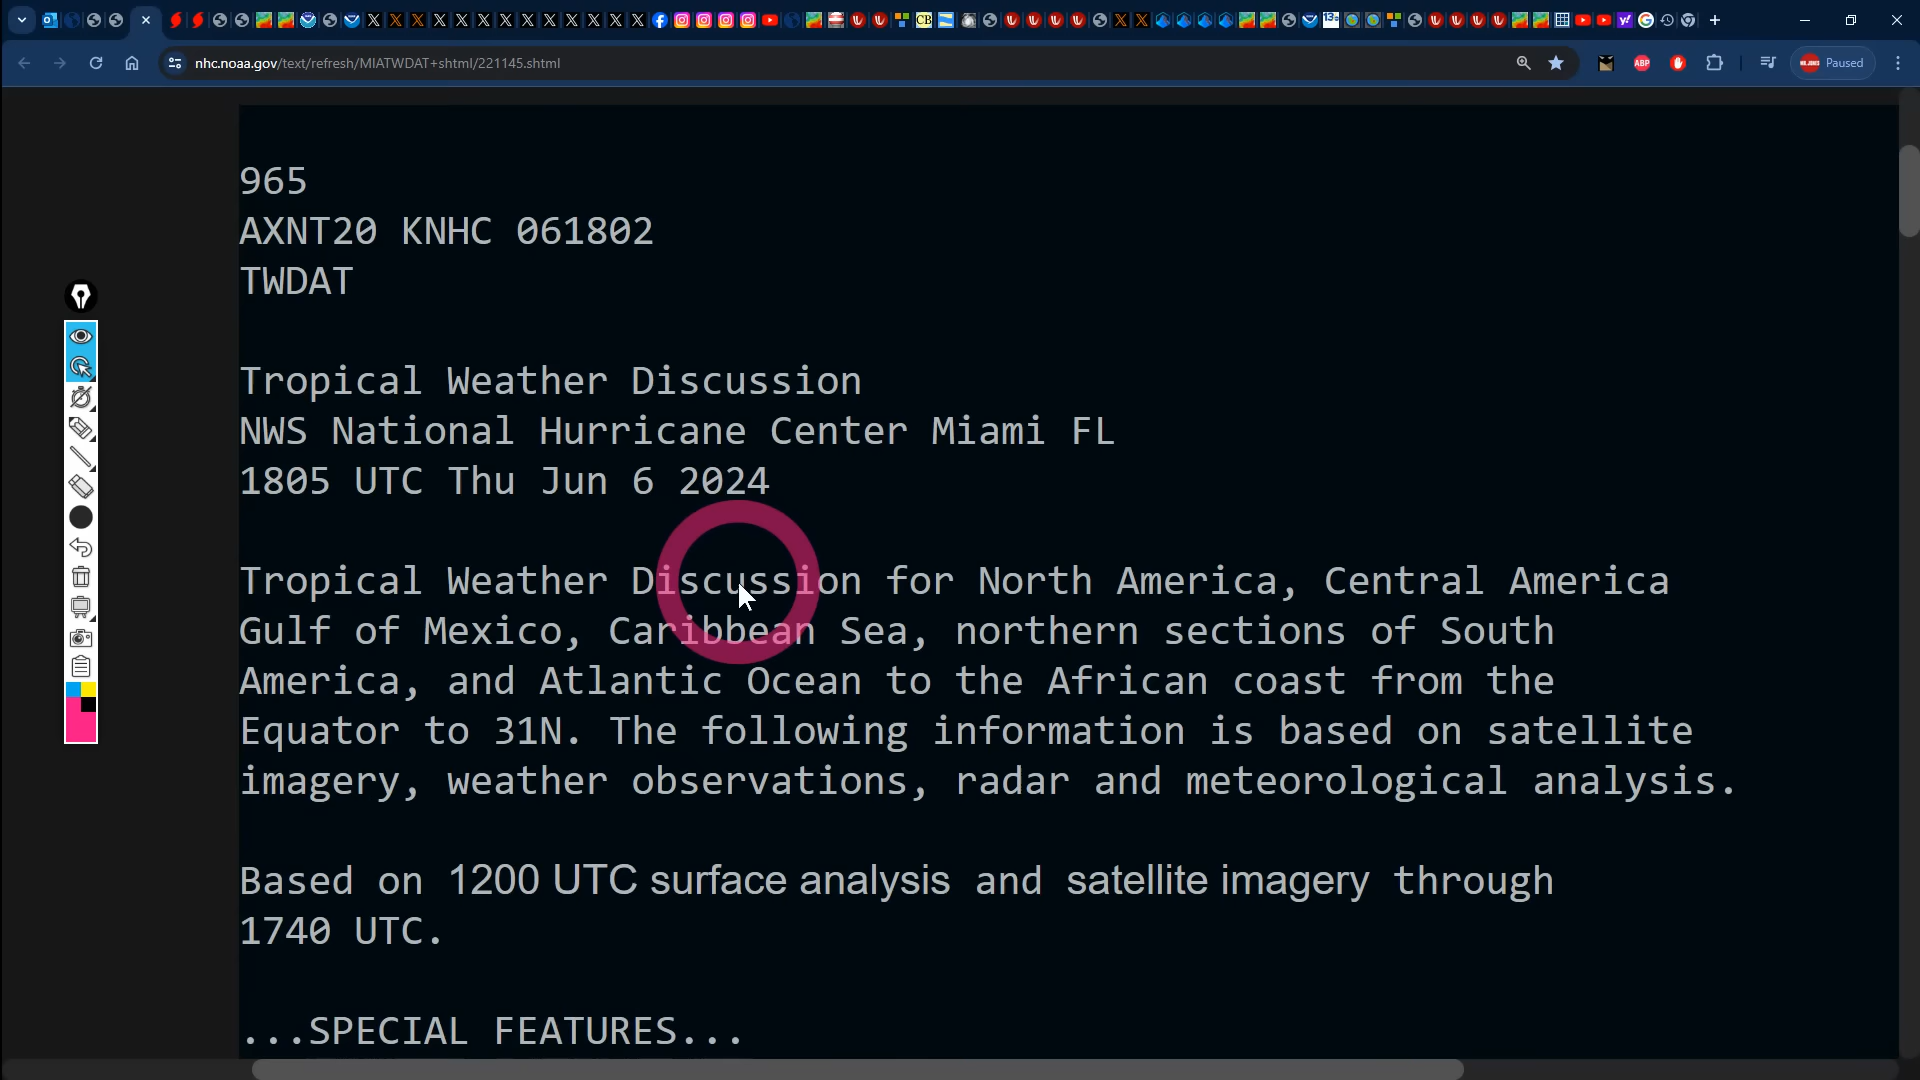 nhc.noaa.gov/text/refresh/MIATWDAT+shtml/221145.shtml
ABP
Paused
965
AXNT20 KNHC 061802
TWDAT
Tropical Weather Discussion
NWS National Hurricane Center Miami FL
1805 UTC Thu Jun 6 2024
Tropical Weather Discussion for North America, Central America
Gulf of Mexico, Caribbean Sea, northern sections of South
America, and Atlantic Ocean to the African coast from the
Equator to 31N. The following information is based on satellite
imagery, weather observations, radar and meteorological analysis.
Based on 1200 UTC surface analysis and satellite imagery through
1740 UTC.
...SPECIAL FEATURES...